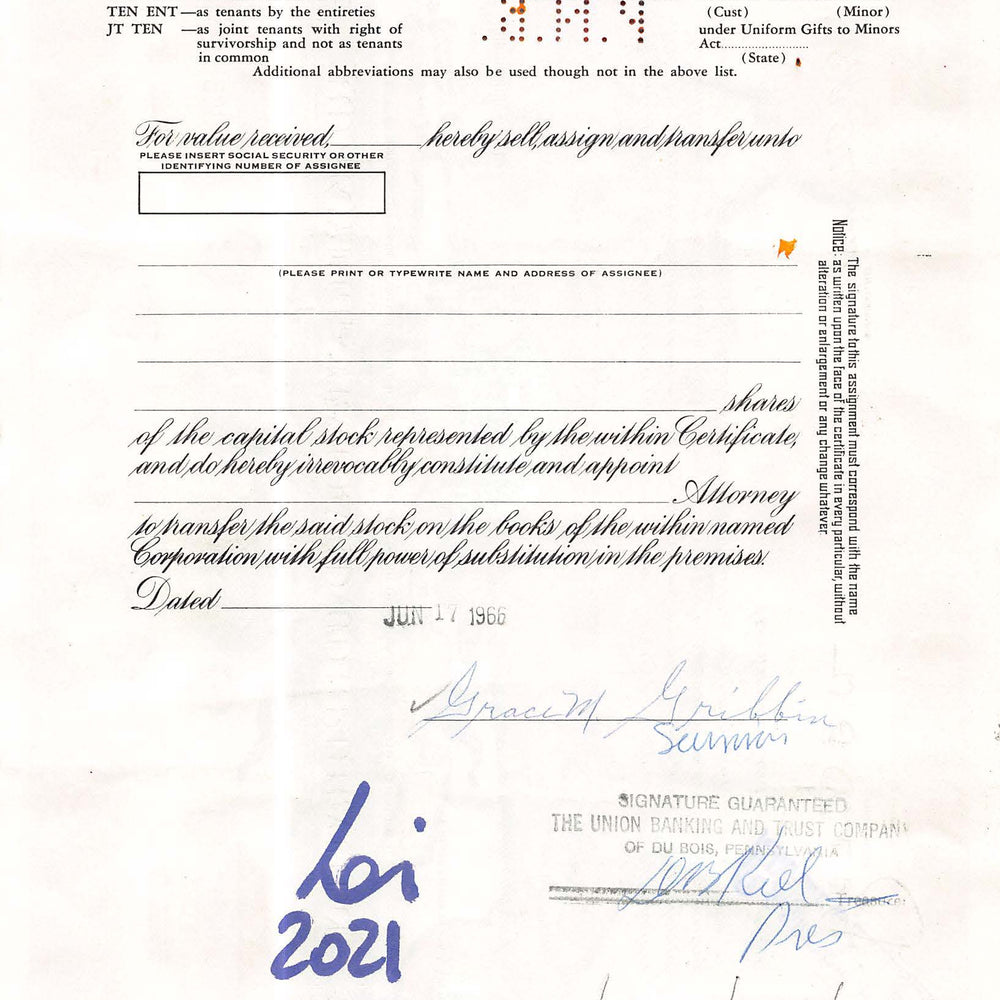 TEN ENT—as tenants by the entireties
JT TEN —as joint tenants with right of
survivorship and not as tenants
in common
(Cust) (Minor)
under Uniform Gifts to Minors
Act
(State)
Additional abbreviations may also be used though not in the above list.
For value received, hereby sell, assign and transfer unto
PLEASE INSERT SOCIAL SECURITY OR OTHER
IDENTIFYING NUMBER OF ASSIGNEE
(PLEASE PRINT OR TYPEWRITE NAME AND ADDRESS OF ASSIGNEE)
shares
of the capital stock represented by the within Certificate,
and do hereby irrevocably constitute and appoint
Attorney
to transfer the said stock on the books of the within named
Corporation with full power of substitution in the premises.
Dated
JUN 17 1966
Notice: The signature to this assignment must correspond with the name
as written upon the face of the certificate in every particular, without
alteration or enlargement or any change whatever.
Grace M Gribbin
SIGNATURE GUARANTEED
THE UNION BANKING AND TRUST COMPANY
OF DU BOIS, PENNSYLVANIA
Treasurer
Pres
Loi
2021